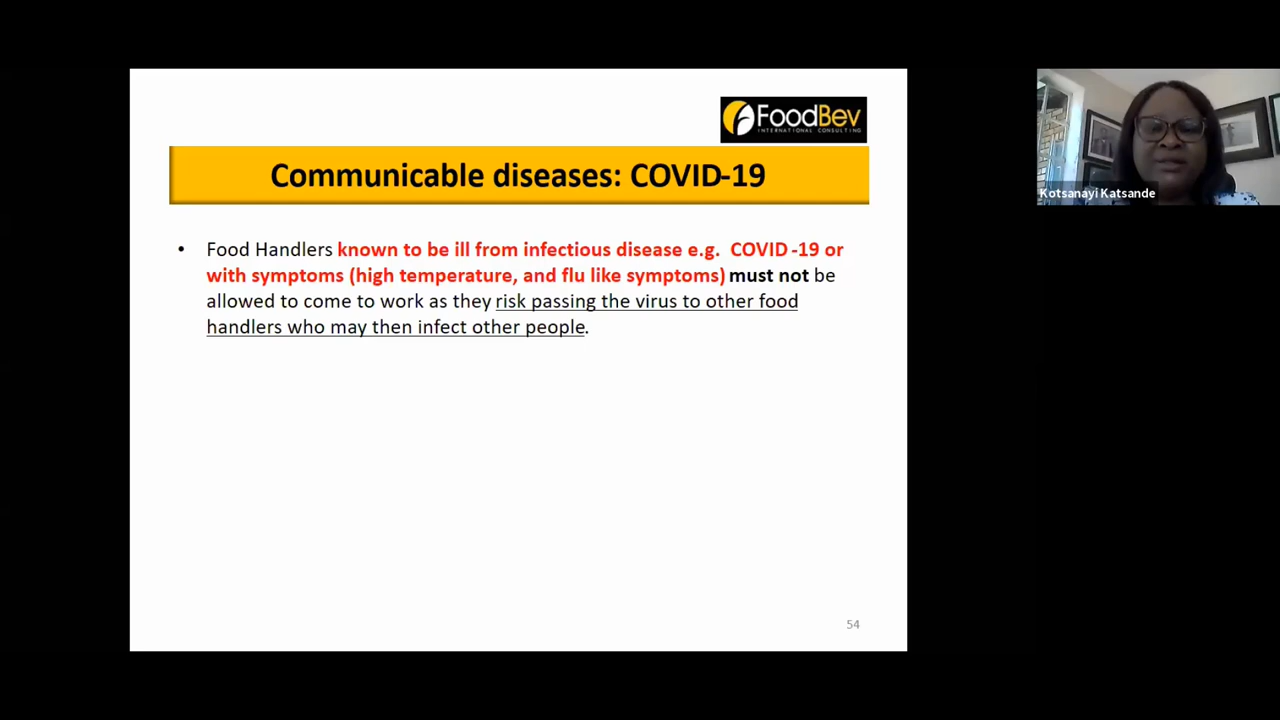 FoodBev
INTERNATIONAL CONSULTING
Communicable diseases: COVID-19
Kotsanayi Katsande
• Food Handlers known to be ill from infectious disease e.g. COVID -19 or
with symptoms (high temperature, and flu like symptoms) must not be
allowed to come to work as they risk passing the virus to other food
handlers who may then infect other people.
54